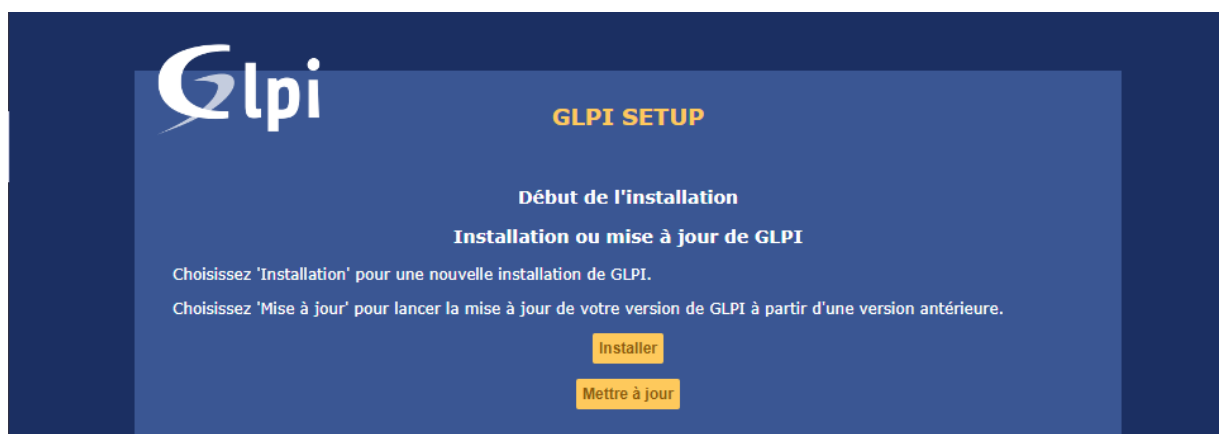 Glpi
GLPI SETUP
Début de l'installation
Installation ou mise à jour de GLPI
Choisissez 'Installation' pour une nouvelle installation de GLPI.
Choisissez 'Mise à jour' pour lancer la mise à jour de votre version de GLPI à partir d'une version antérieure.
Installer
Mettre à jour